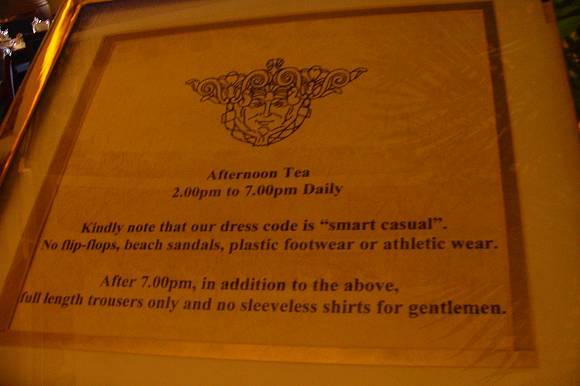 Afternoon Tea
2.00pm to 7.00pm Daily
Kindly note that our dress code is “smart casual”.
No flip-flops, beach sandals, plastic footwear or athletic wear.
After 7.00pm, in addition to the above,
full length trousers only and no sleeveless shirts for gentlemen.